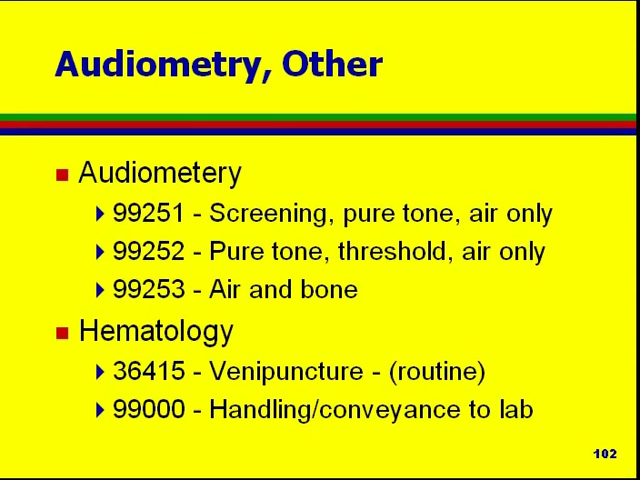 Audiometry, Other
Audiometery
99251 - Screening, pure tone, air only
99252 - Pure tone, threshold, air only
99253 - Air and bone
Hematology
36415 - Venipuncture - (routine)
99000 - Handling/conveyance to lab
102